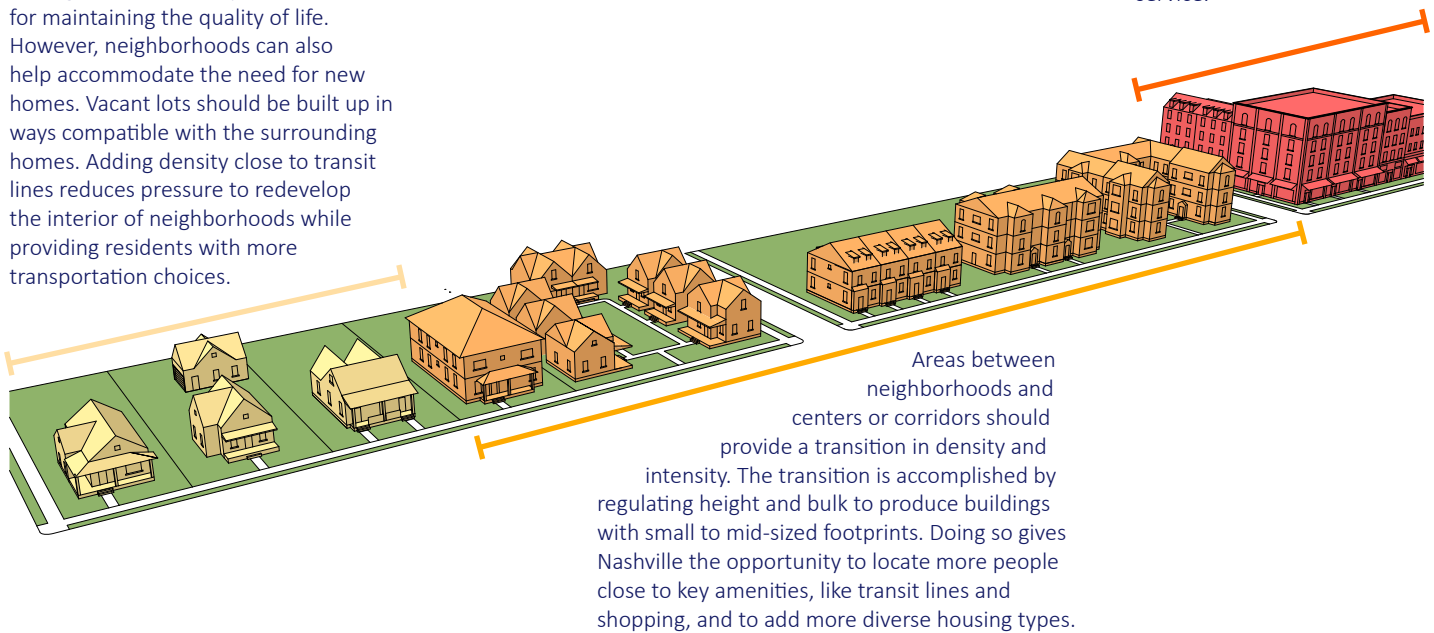 for maintaining the quality of life.
However, neighborhoods can also
help accommodate the need for new
homes. Vacant lots should be built up in
ways compatible with the surrounding
homes. Adding density close to transit
lines reduces pressure to redevelop
the interior of neighborhoods while
providing residents with more
transportation choices.
Areas between
neighborhoods and
centers or corridors should
provide a transition in density and
intensity. The transition is accomplished by
regulating height and bulk to produce buildings
with small to mid-sized footprints. Doing so gives
Nashville the opportunity to locate more people
close to key amenities, like transit lines and
shopping, and to add more diverse housing types.